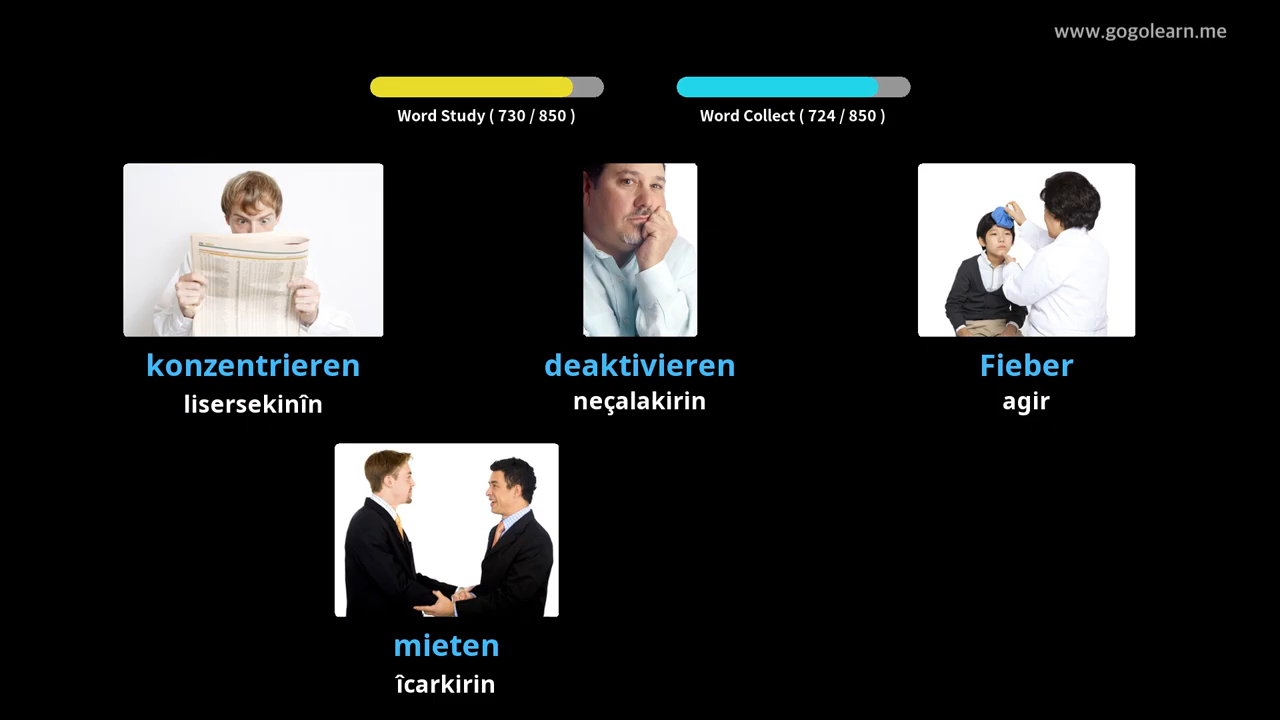 www.gogolearn.me
Word Study ( 730 / 850 )
Word Collect ( 724 / 850 )
konzentrieren
lisersekinîn
deaktivieren
neçalakirin
Fieber
agir
mieten
îcarkirin